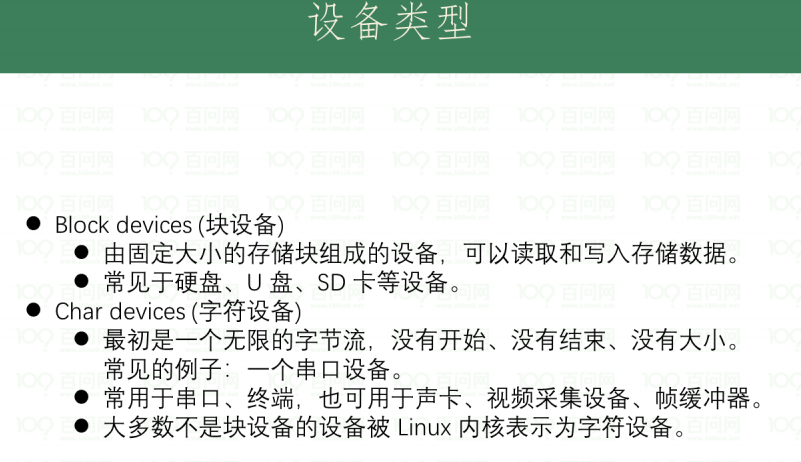 设备类型
● Block devices (块设备)
● 由固定大小的存储块组成的设备，可以读取和写入存储数据。
● 常见于硬盘、U 盘、SD 卡等设备。
● Char devices (字符设备)
● 最初是一个无限的字节流，没有开始、没有结束、没有大小。
常见的例子：一个串口设备。
● 常用于串口、终端，也可用于声卡、视频采集设备、帧缓冲器。
● 大多数不是块设备的设备被 Linux 内核表示为字符设备。